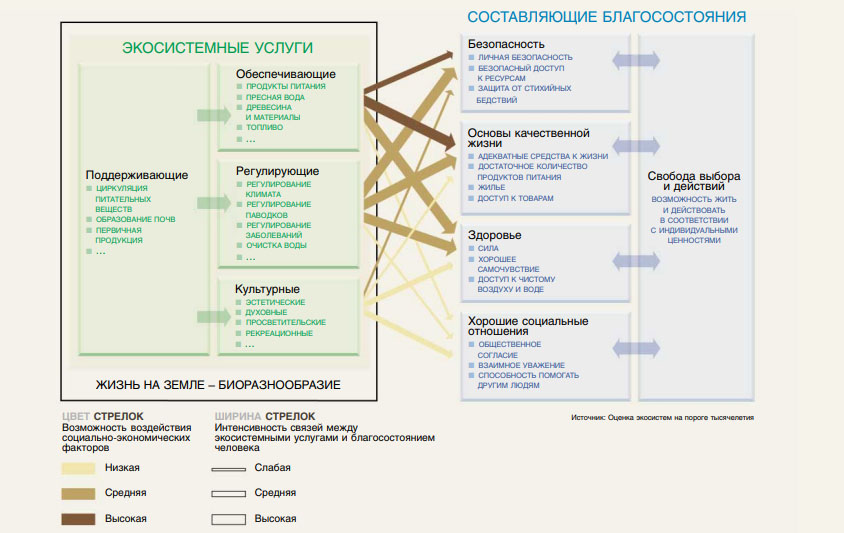 СОСТАВЛЯЮЩИЕ БЛАГОСОСТОЯНИЯ
ЭКОСИСТЕМНЫЕ УСЛУГИ
Поддерживающие
ЦИРКУЛЯЦИЯ
ПИТАТЕЛЬНЫХ
ВЕЩЕСТВ
ОБРАЗОВАНИЕ ПОЧВ
ПЕРВИЧНАЯ
ПРОДУКЦИЯ
...
Обеспечивающие
ПРОДУКТЫ ПИТАНИЯ
ПРЕСНАЯ ВОДА
ДРЕВЕСИНА
И МАТЕРИАЛЫ
ТОПЛИВО
...
Регулирующие
РЕГУЛИРОВАНИЕ
КЛИМАТА
РЕГУЛИРОВАНИЕ
ПАВОДКОВ
РЕГУЛИРОВАНИЕ
ЗАБОЛЕВАНИЙ
ОЧИСТКА ВОДЫ
...
Культурные
ЭСТЕТИЧЕСКИЕ
ДУХОВНЫЕ
ПРОСВЕТИТЕЛЬСКИЕ
РЕКРЕАЦИОННЫЕ
...
ЖИЗНЬ НА ЗЕМЛЕ – БИОРАЗНООБРАЗИЕ
Безопасность
ЛИЧНАЯ БЕЗОПАСНОСТЬ
БЕЗОПАСНЫЙ ДОСТУП
К РЕСУРСАМ
ЗАЩИТА ОТ СТИХИЙНЫХ
БЕДСТВИЙ
Основы качественной
жизни
АДЕКВАТНЫЕ СРЕДСТВА К ЖИЗНИ
ДОСТАТОЧНОЕ КОЛИЧЕСТВО
ПРОДУКТОВ ПИТАНИЯ
ЖИЛЬЕ
ДОСТУП К ТОВАРАМ
Здоровье
СИЛА
ХОРОШЕЕ
САМОЧУВСТВИЕ
ДОСТУП К ЧИСТОМУ
ВОЗДУХУ И ВОДЕ
Хорошие социальные
отношения
ОБЩЕСТВЕННОЕ
СОГЛАСИЕ
ВЗАИМНОЕ УВАЖЕНИЕ
СПОСОБНОСТЬ ПОМОГАТЬ
ДРУГИМ ЛЮДЯМ
Свобода выбора
и действий
ВОЗМОЖНОСТЬ ЖИТЬ
И ДЕЙСТВОВАТЬ
В СООТВЕТСТВИИ
С ИНДИВИДУАЛЬНЫМИ
ЦЕННОСТЯМИ
Источник: Оценка экосистем на пороге тысячелетия
ЦВЕТ СТРЕЛОК
Возможность воздействия
социально-экономических
факторов
Низкая
Средняя
Высокая
ШИРИНА СТРЕЛОК
Интенсивность связей между
экосистемными услугами и благосостоянием
человека
Слабая
Средняя
Высокая